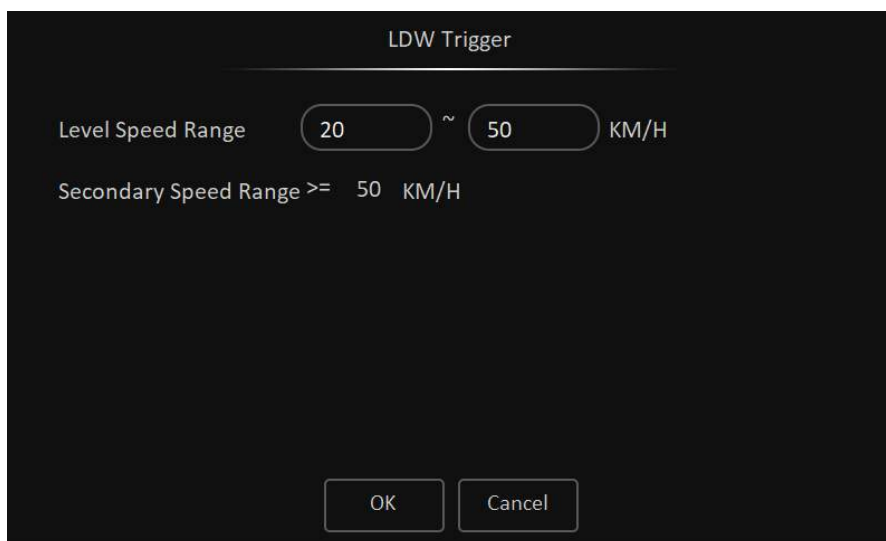 LDW Trigger
Level Speed Range 20 ~ 50 KM/H
Secondary Speed Range >= 50 KM/H
OK Cancel